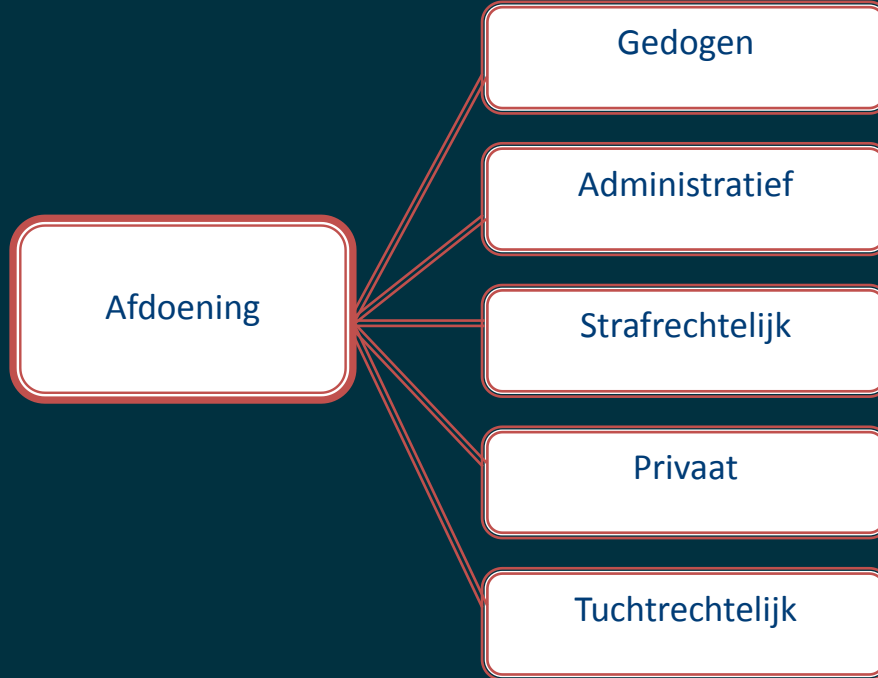 Afdoening
Gedogen
Administratief
Strafrechtelijk
Privaat
Tuchtrechtelijk